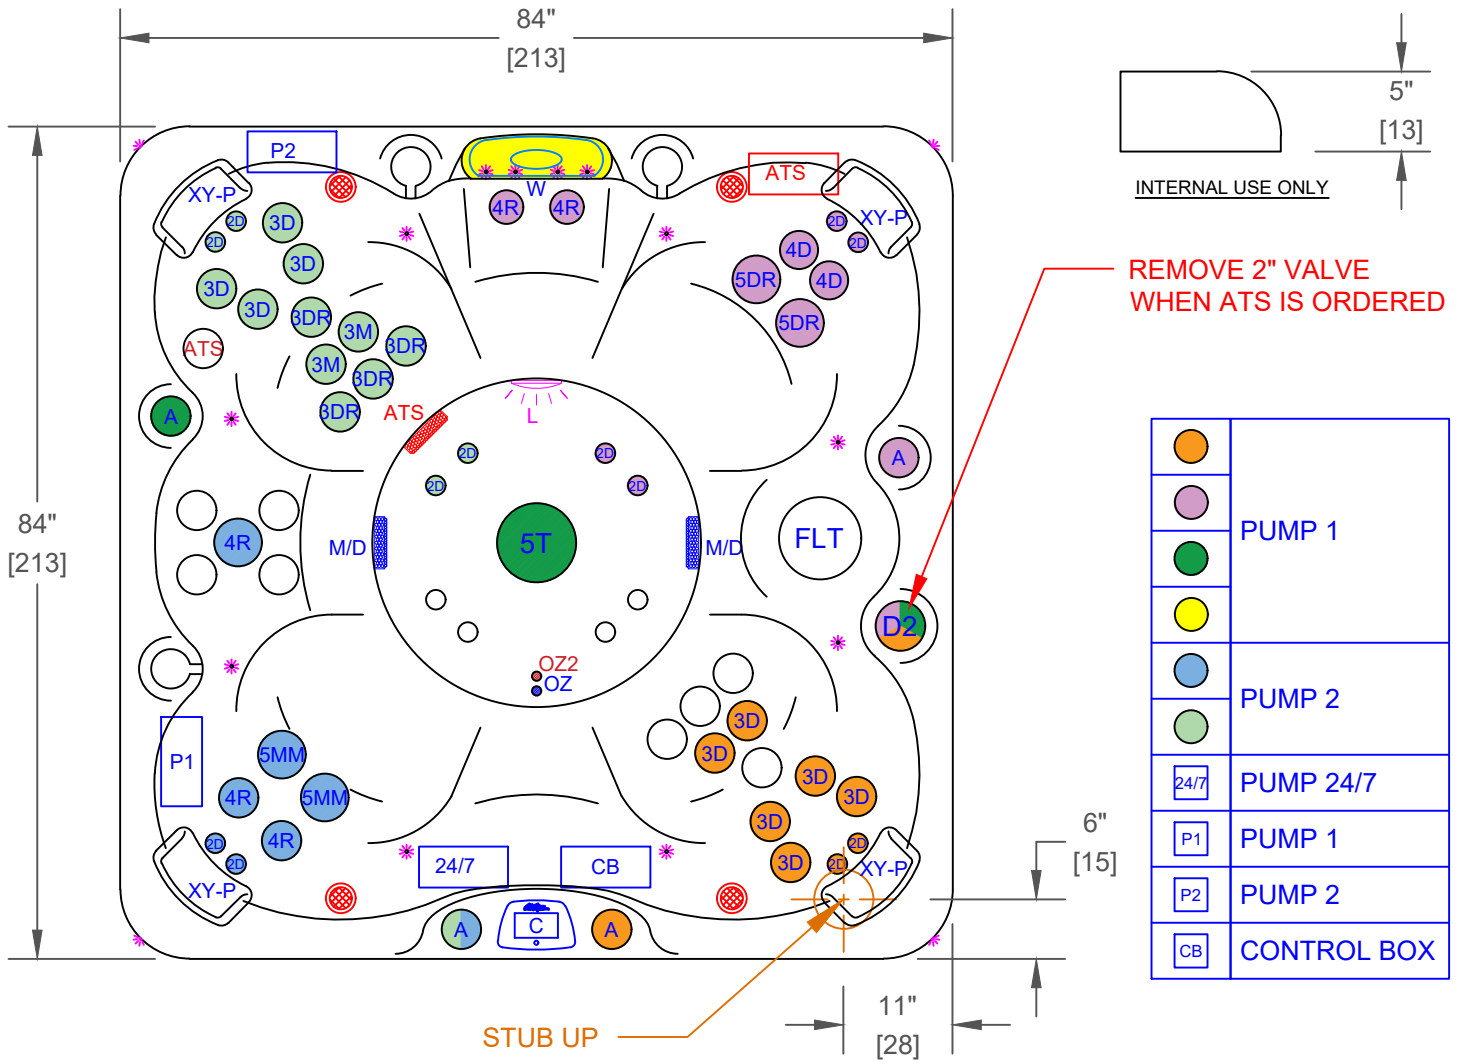 84"
[213]
5"
[13]
INTERNAL USE ONLY
P2
ATS
W
XY-P
XY-P
4R
4R
2D
2D
3D
3D
3D
3D
2D
2D
4D
4D
5DR
5DR
REMOVE 2" VALVE
WHEN ATS IS ORDERED
3DR
3M
3DR
3M
3DR
3DR
ATS
A
ATS
L
2D
2D
2D
2D
A
84"
[213]
4R
M/D
5T
M/D
FLT
D2
OZ2
OZ
P1
5MM
5MM
4R
4R
2D
2D
XY-P
3D
3D
3D
3D
3D
3D
2D
2D
XY-P
24/7
CB
A
C
A
6"
[15]
11"
[28]
STUB UP
PUMP 1
PUMP 2
24/7 PUMP 24/7
P1 PUMP 1
P2 PUMP 2
CB CONTROL BOX